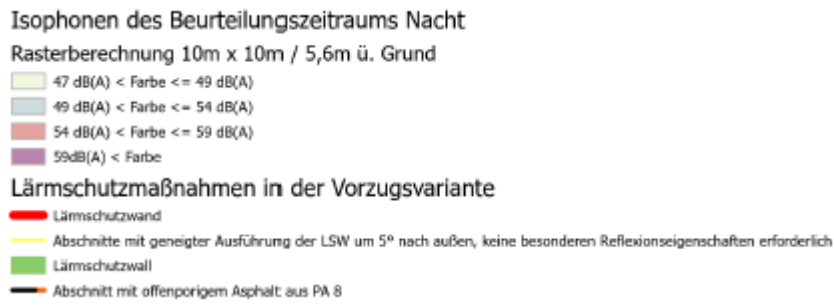 Isophonen des Beurteilungszeitraums Nacht
Rasterberechnung 10m x 10m / 5,6m ü. Grund
47 dB(A) < Farbe <= 49 dB(A)
49 dB(A) < Farbe <= 54 dB(A)
54 dB(A) < Farbe <= 59 dB(A)
59dB(A) < Farbe
Lärmschutzmaßnahmen in der Vorzugsvariante
Lärmschutzwand
Abschnitte mit geneigter Ausführung der LSW um 5° nach außen, keine besonderen Reflexionseigenschaften erforderlich
Lärmschutzwall
Abschnitt mit offenporigem Asphalt aus PA 8